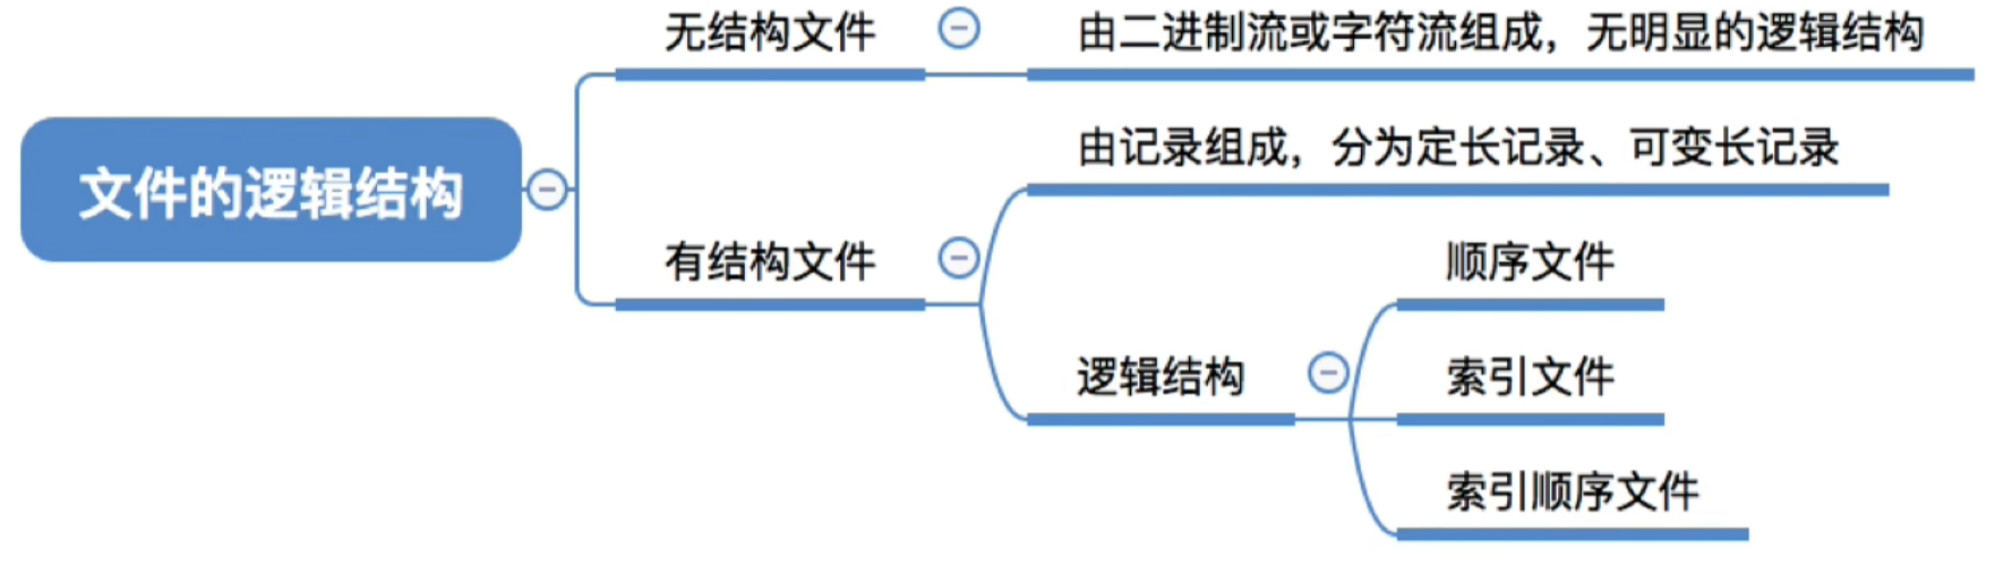 文件的逻辑结构
无结构文件
由二进制流或字符流组成，无明显的逻辑结构
有结构文件
由记录组成，分为定长记录、可变长记录
逻辑结构
顺序文件
索引文件
索引顺序文件